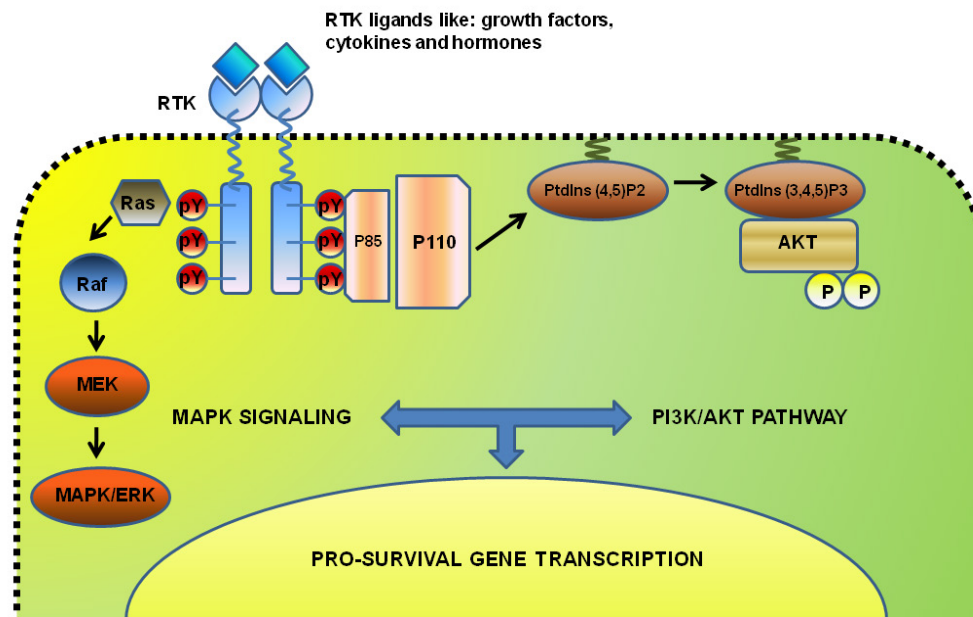 RTK ligands like: growth factors,
cytokines and hormones
RTK
Ras
pY
pY
pY
pY
pY
pY
P85
P110
PtdIns (4,5)P2
PtdIns (3,4,5)P3
AKT
P
P
Raf
MEK
MAPK/ERK
MAPK SIGNALING
PI3K/AKT PATHWAY
PRO-SURVIVAL GENE TRANSCRIPTION